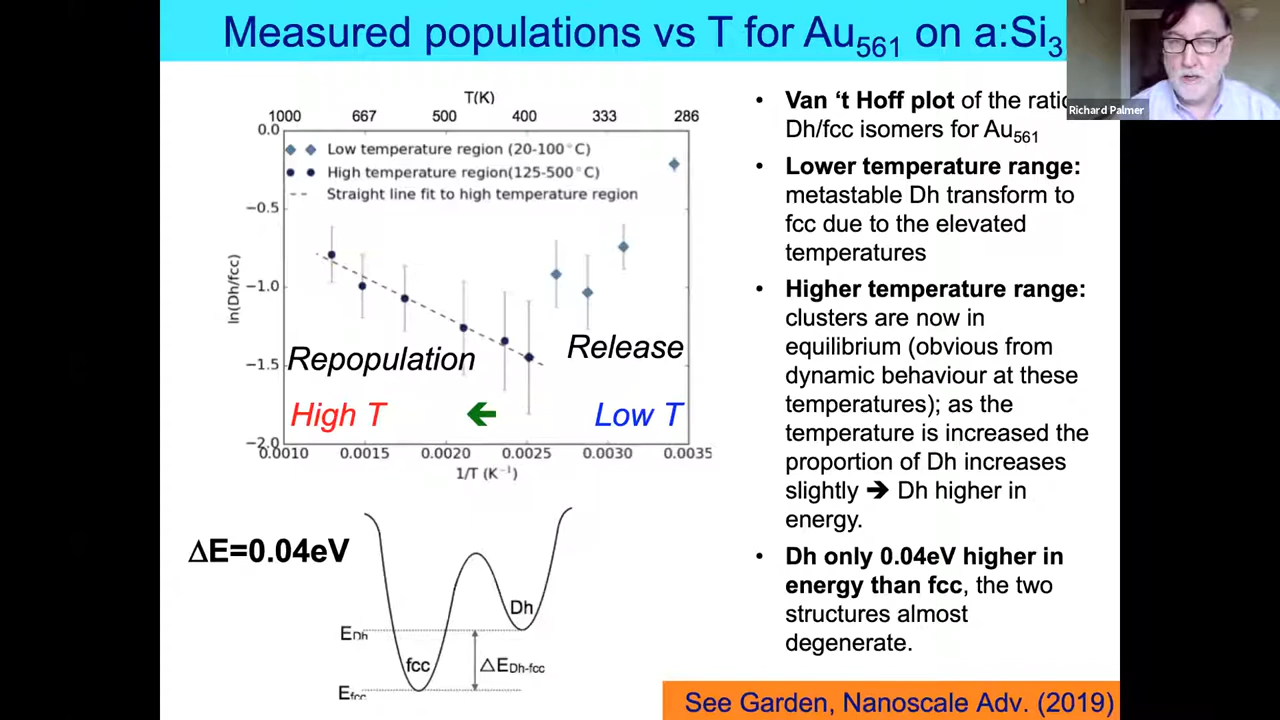 Measured populations vs T for Au561 on a:Si3
Richard Palmer
T(K)
1000 667 500 400 333 286
Low temperature region (20-100°C)
High temperature region(125-500°C)
Straight line fit to high temperature region
0.0
−0.5
−1.0
−1.5
−2.0
ln(Dh/fcc)
Repopulation
Release
High T
Low T
0.0010 0.0015 0.0020 0.0025 0.0030 0.0035
1/T (K⁻¹)
ΔE=0.04eV
Dh
EDh
fcc
ΔEDh-fcc
Efcc
• Van ‘t Hoff plot of the ratio
Dh/fcc isomers for Au561
• Lower temperature range:
metastable Dh transform to
fcc due to the elevated
temperatures
• Higher temperature range:
clusters are now in
equilibrium (obvious from
dynamic behaviour at these
temperatures); as the
temperature is increased the
proportion of Dh increases
slightly ➔ Dh higher in
energy.
• Dh only 0.04eV higher in
energy than fcc, the two
structures almost
degenerate.
See Garden, Nanoscale Adv. (2019)